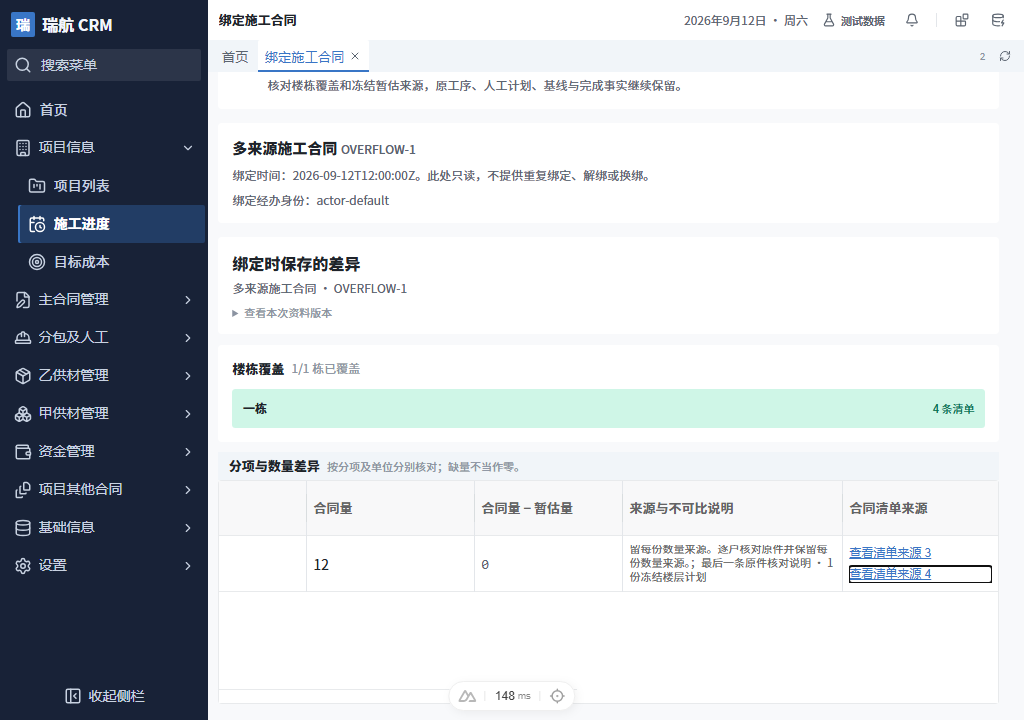 瑞 瑞航 CRM
搜索菜单
首页
项目信息
项目列表
施工进度
目标成本
主合同管理
分包及人工
乙供材管理
甲供材管理
资金管理
项目其他合同
基础信息
设置
收起侧栏
绑定施工合同
2026年9月12日 · 周六
测试数据
首页
绑定施工合同
2
核对楼栋覆盖和冻结暂估来源，原工序、人工计划、基线与完成事实继续保留。
多来源施工合同 OVERFLOW-1
绑定时间：2026-09-12T12:00:00Z。此处只读，不提供重复绑定、解绑或换绑。
绑定经办身份：actor-default
绑定时保存的差异
多来源施工合同 · OVERFLOW-1
查看本次资料版本
楼栋覆盖 1/1 栋已覆盖
一栋
4 条清单
分项与数量差异 按分项及单位分别核对；缺量不当作零。
合同量
合同量 − 暂估量
来源与不可比说明
合同清单来源
12
0
留每份数量来源。逐户核对原件并保留每
份数量来源。；最后一条原件核对说明 · 1
份冻结楼层计划
查看清单来源 3
查看清单来源 4
148 ms